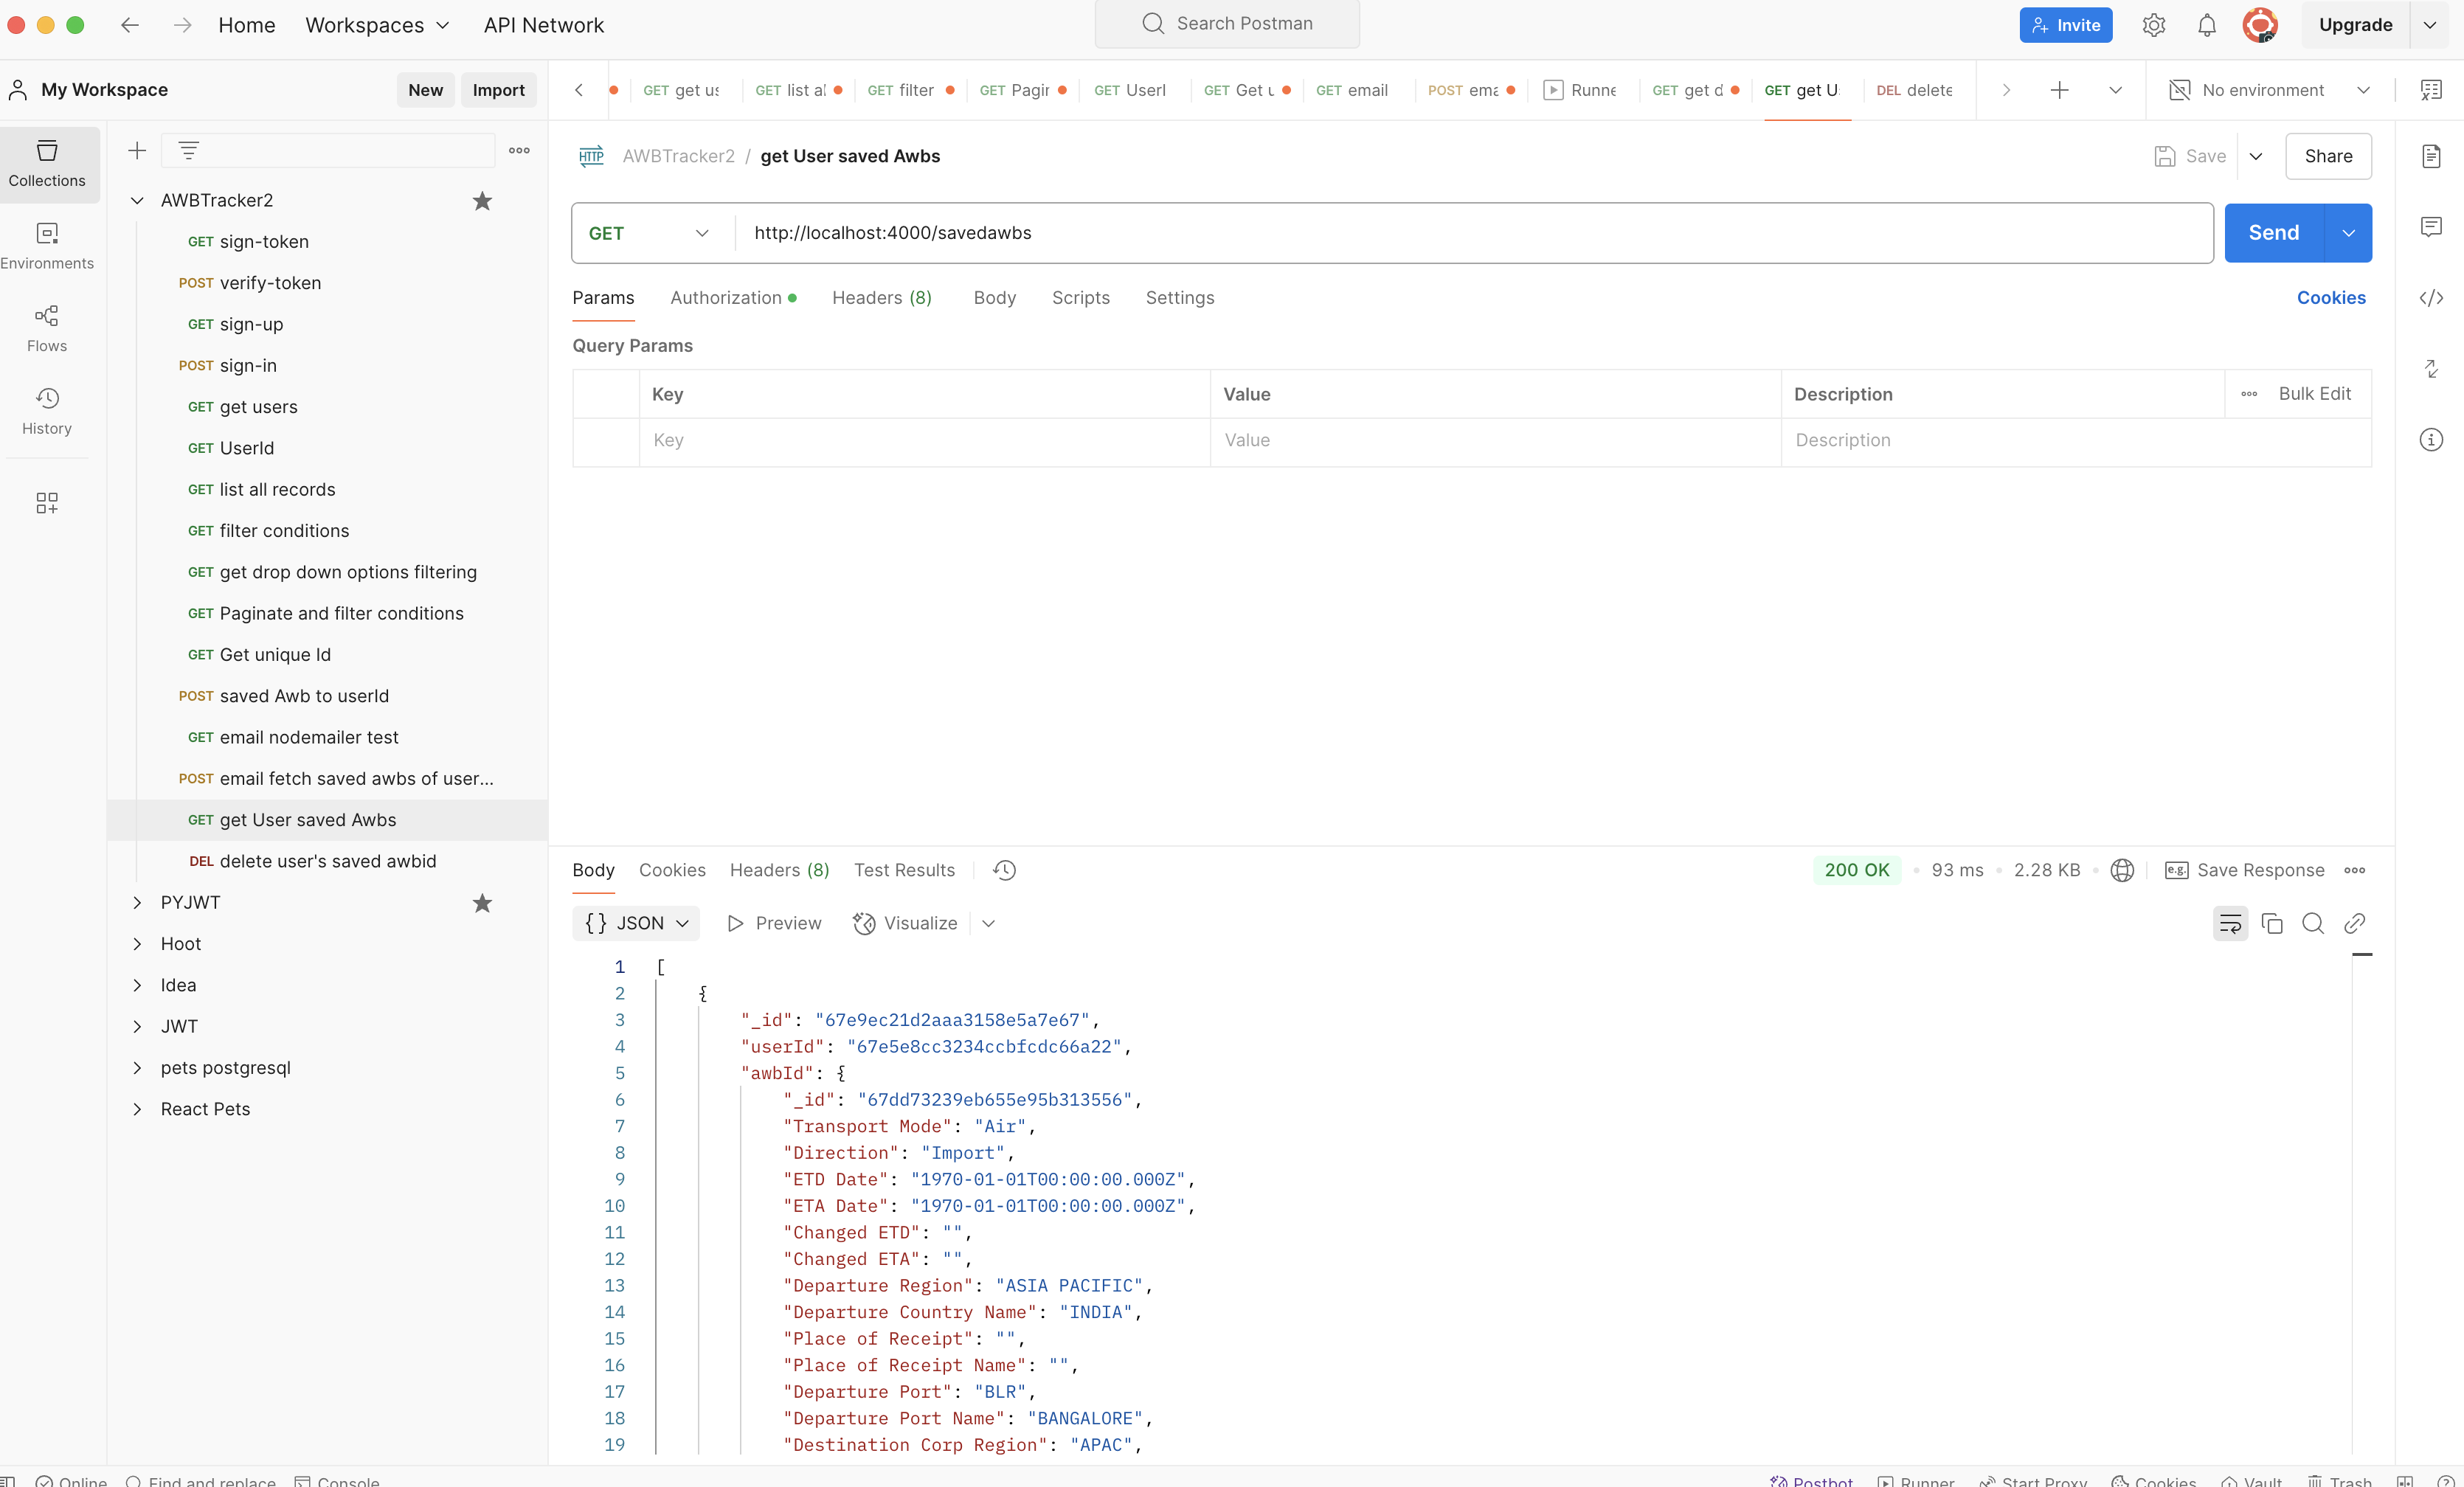 Home Workspaces API Network Search Postman Invite Upgrade
My Workspace New Import
GET get us GET list al GET filter GET Pagir GET UserI GET Get u GET email POST ema Runne GET get d GET get U DEL delete No environment
Collections
Environments
Flows
History
AWBTracker2
GET sign-token
POST verify-token
GET sign-up
POST sign-in
GET get users
GET UserId
GET list all records
GET filter conditions
GET get drop down options filtering
GET Paginate and filter conditions
GET Get unique Id
POST saved Awb to userId
GET email nodemailer test
POST email fetch saved awbs of user...
GET get User saved Awbs
DEL delete user's saved awbid
PYJWT
Hoot
Idea
JWT
pets postgresql
React Pets
HTTP AWBTracker2 / get User saved Awbs Save Share
GET http://localhost:4000/savedawbs Send
Params Authorization Headers (8) Body Scripts Settings Cookies
Query Params
Key Value Description Bulk Edit
Key Value Description
Body Cookies Headers (8) Test Results 200 OK 93 ms 2.28 KB e.g. Save Response
{} JSON Preview Visualize
1 [
2 {
3 "_id": "67e9ec21d2aaa3158e5a7e67",
4 "userId": "67e5e8cc3234ccbfcdc66a22",
5 "awbId": {
6 "_id": "67dd73239eb655e95b313556",
7 "Transport Mode": "Air",
8 "Direction": "Import",
9 "ETD Date": "1970-01-01T00:00:00.000Z",
10 "ETA Date": "1970-01-01T00:00:00.000Z",
11 "Changed ETD": "",
12 "Changed ETA": "",
13 "Departure Region": "ASIA PACIFIC",
14 "Departure Country Name": "INDIA",
15 "Place of Receipt": "",
16 "Place of Receipt Name": "",
17 "Departure Port": "BLR",
18 "Departure Port Name": "BANGALORE",
19 "Destination Corp Region": "APAC",
Online Find and replace Console Postbot Runner Start Proxy Cookies Vault Trash